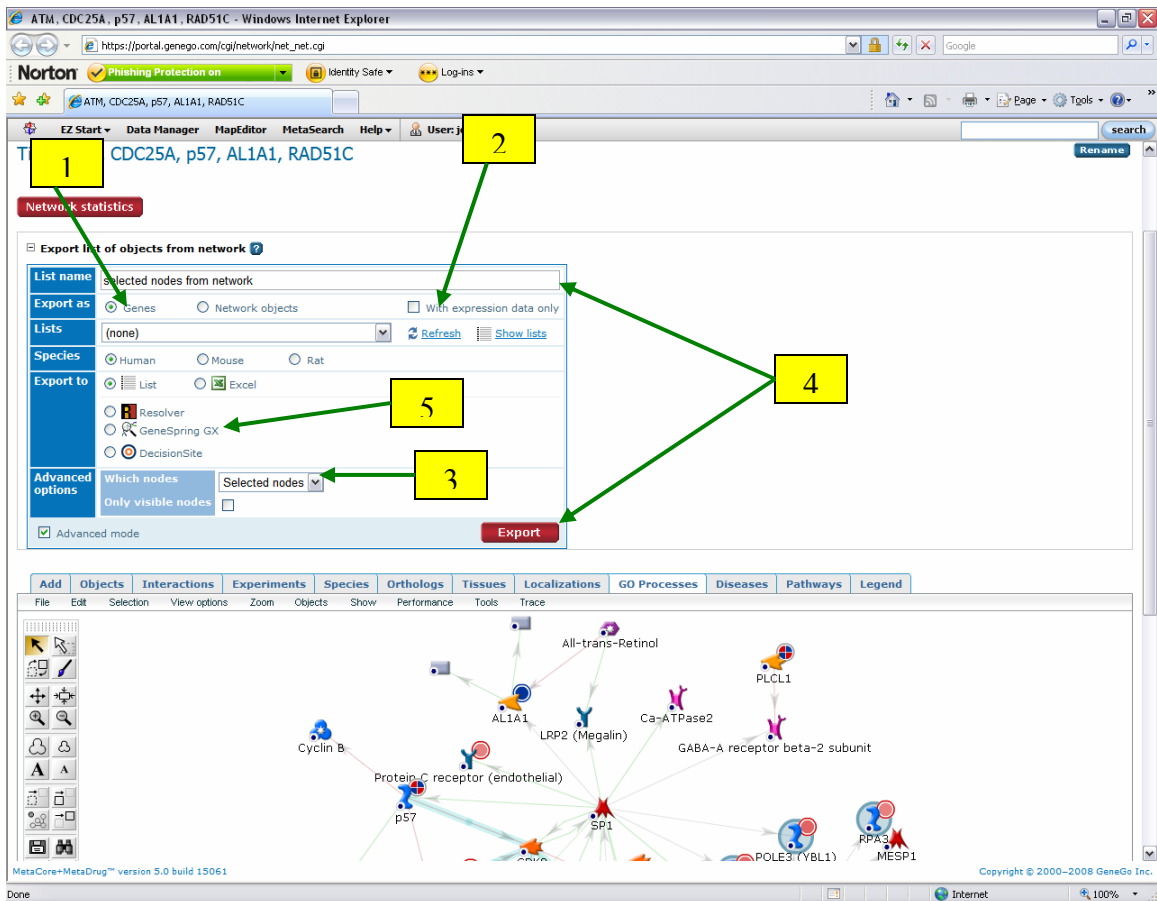 ATM, CDC25A, p57, AL1A1, RAD51C - Windows Internet Explorer
https://portal.genego.com/cgi/network/net_net.cgi
Google
Norton
Phishing Protection on
Identity Safe
Log-ins
ATM, CDC25A, p57, AL1A1, RAD51C
Page
Tools
EZ Start
Data Manager
MapEditor
MetaSearch
Help
User:
search
CDC25A, p57, AL1A1, RAD51C
Rename
1
2
Network statistics
Export list of objects from network ?
List name
selected nodes from network
Export as
Genes
Network objects
With expression data only
Lists
(none)
Refresh
Show lists
Species
Human
Mouse
Rat
4
Export to
List
Excel
5
Resolver
GeneSpring GX
DecisionSite
Advanced options
Which nodes
Selected nodes
3
Only visible nodes
Advanced mode
Export
Add Objects Interactions Experiments Species Orthologs Tissues Localizations GO Processes Diseases Pathways Legend
File Edit Selection View options Zoom Objects Show Performance Tools Trace
All-trans-Retinol
PLCL1
AL1A1
Ca-ATPase2
LRP2 (Megalin)
Cyclin B
GABA-A receptor beta-2 subunit
Protein C receptor (endothelial)
p57
SP1
RPA3
POLE3 (YBL1)
MESP1
A A
MetaCore+MetaDrug™ version 5.0 build 15061
Copyright © 2000-2008 GeneGo Inc.
Done
Internet
100%